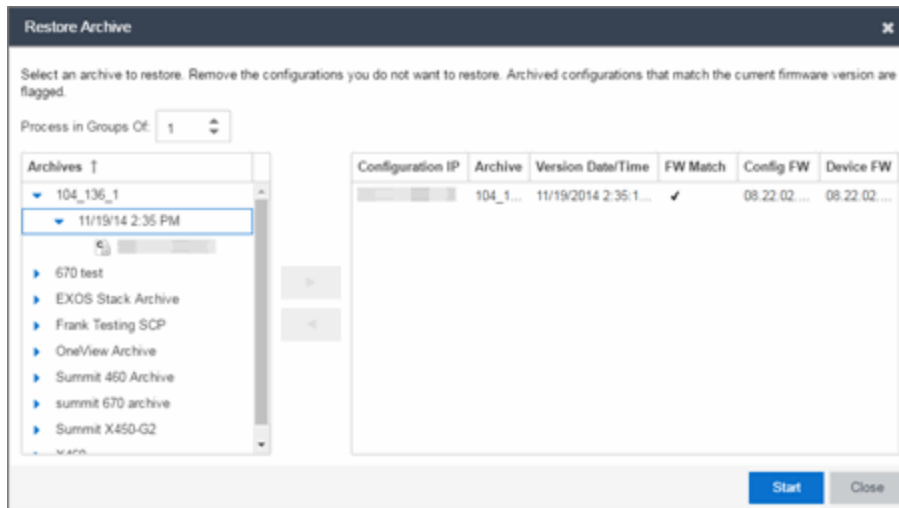 Restore Archive
Select an archive to restore. Remove the configurations you do not want to restore. Archived configurations that match the current firmware version are
flagged.
Process in Groups Of: 1
Archives ↑
104_136_1
11/19/14 2:35 PM
670 test
EXOS Stack Archive
Frank Testing SCP
OneView Archive
Summit 460 Archive
summit 670 archive
Summit X450-G2
Configuration IP Archive Version Date/Time FW Match Config FW Device FW
104_1... 11/19/2014 2:35:1... ✔ 08.22.02.... 08.22.02....
Start Close